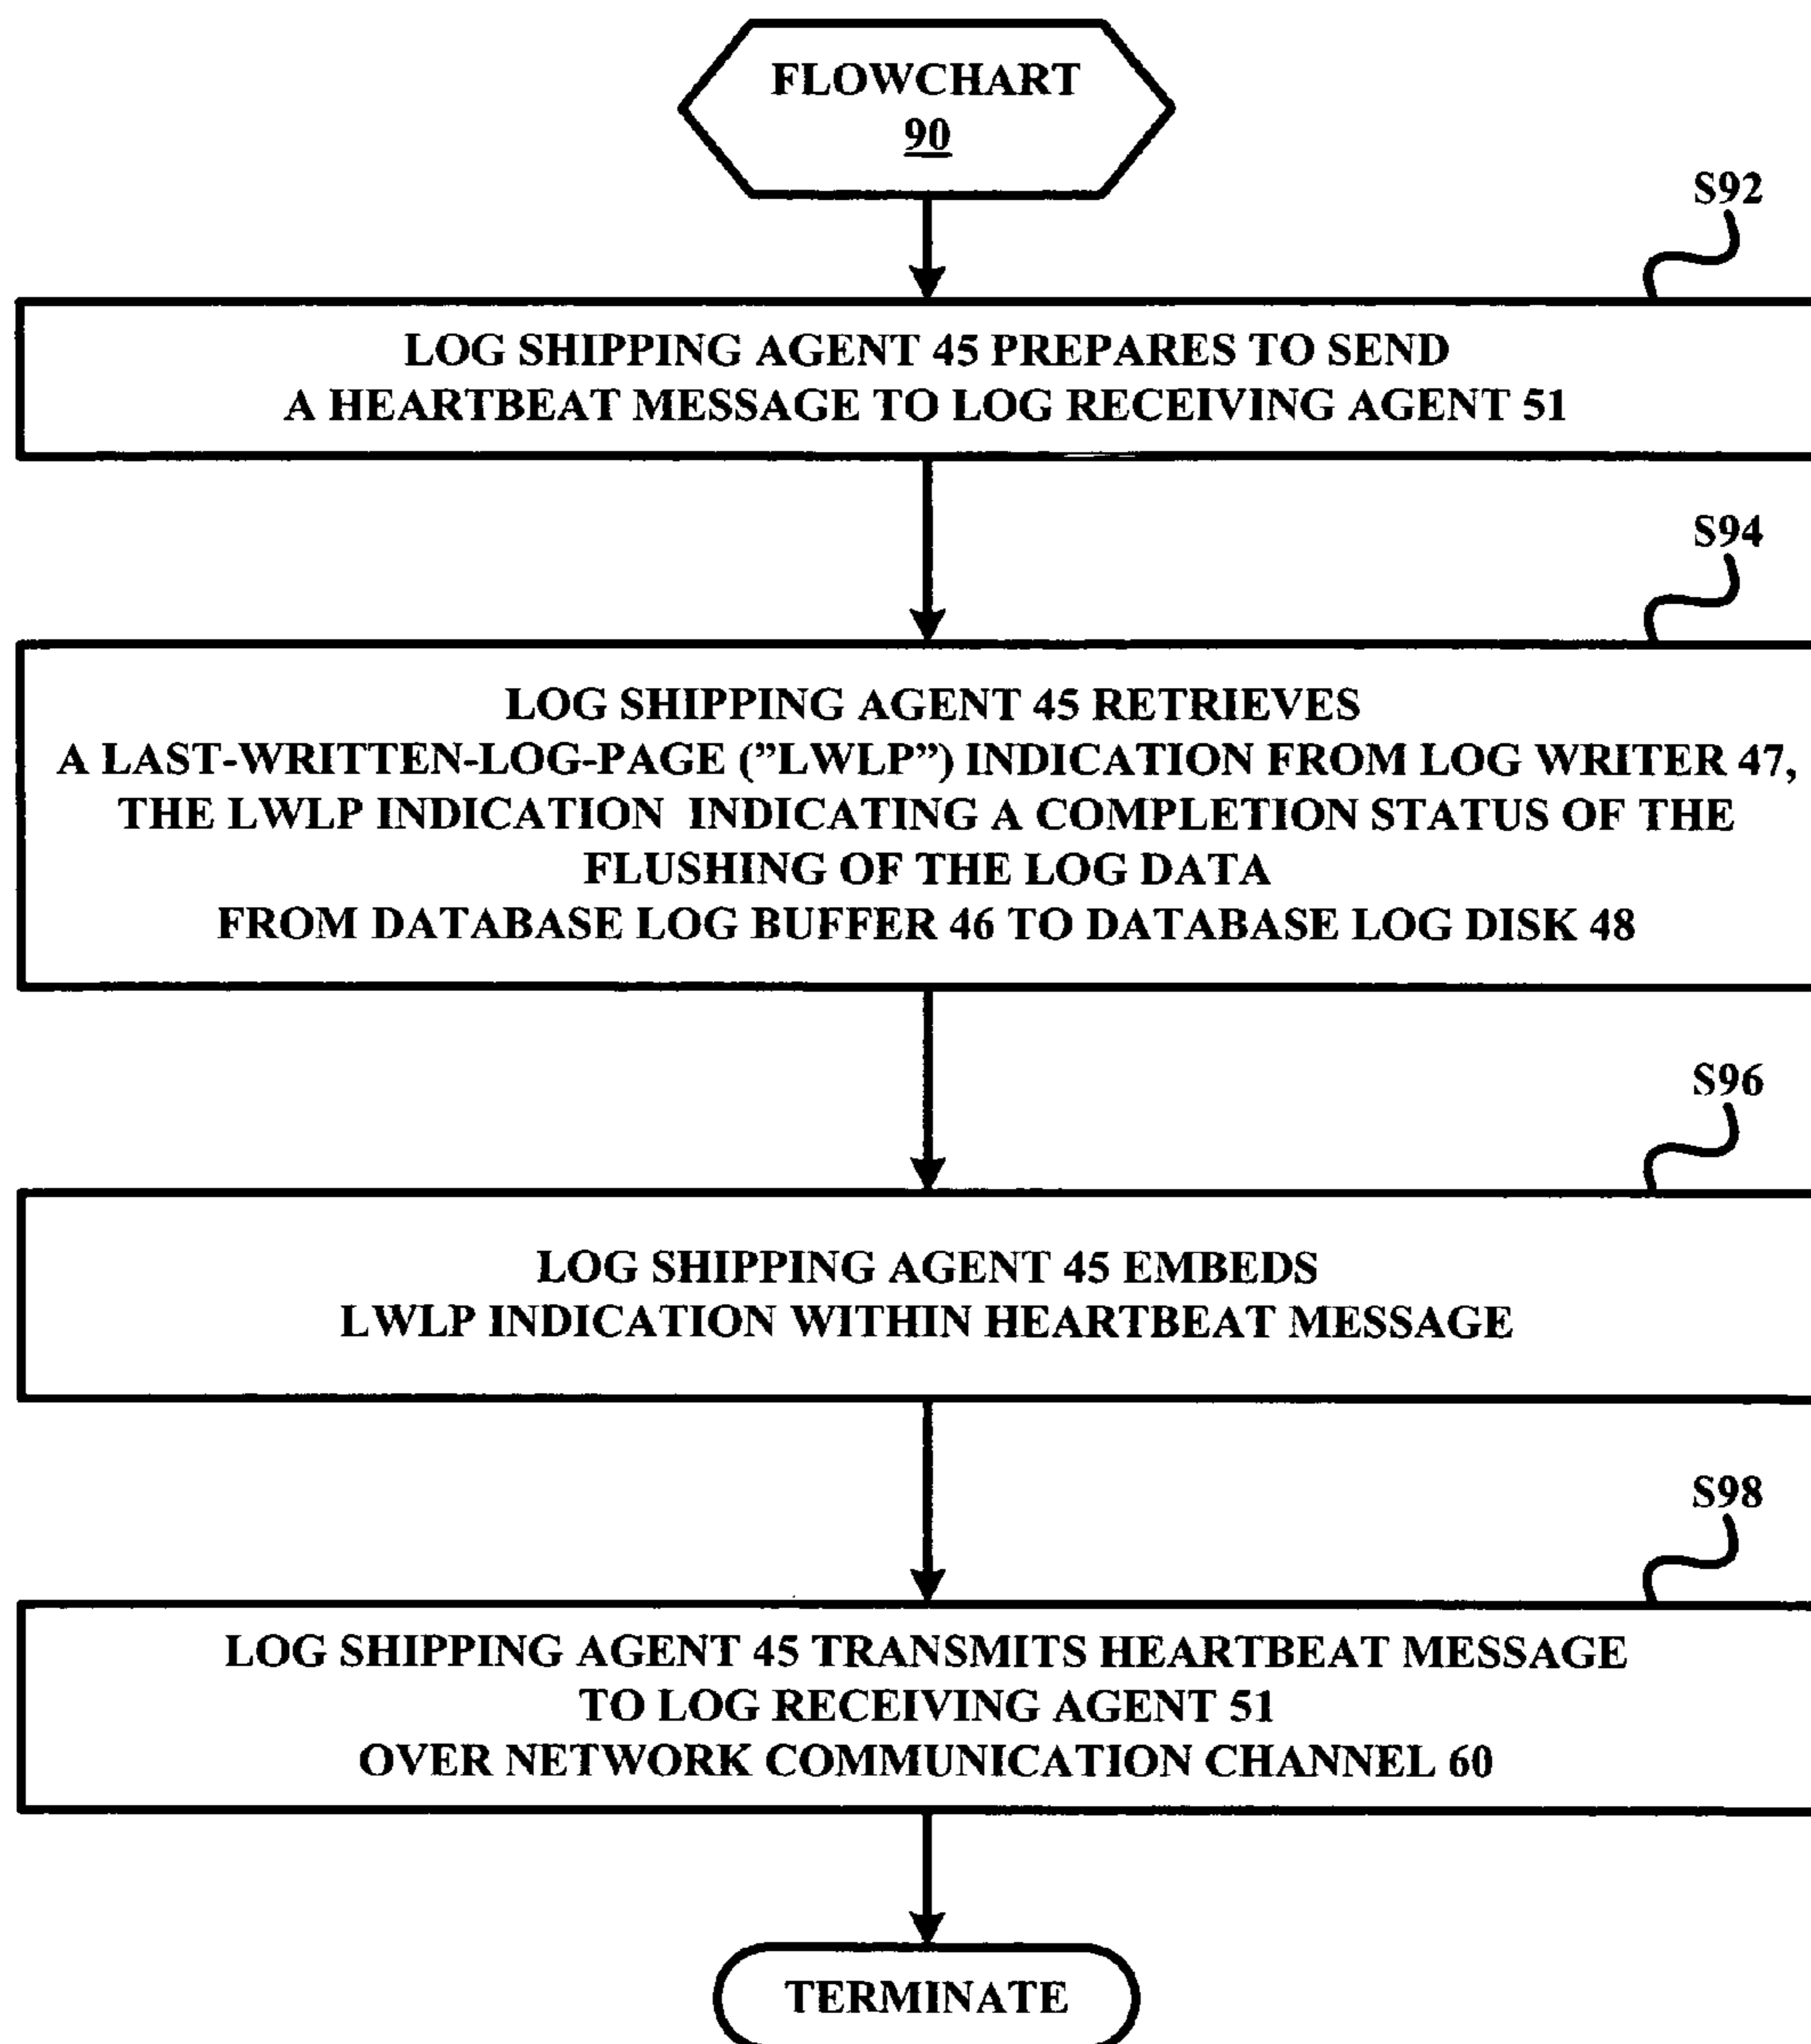 FLOWCHART
90
S92
LOG SHIPPING AGENT 45 PREPARES TO SEND
A HEARTBEAT MESSAGE TO LOG RECEIVING AGENT 51
S94
LOG SHIPPING AGENT 45 RETRIEVES
A LAST-WRITTEN-LOG-PAGE (”LWLP”) INDICATION FROM LOG WRITER 47,
THE LWLP INDICATION INDICATING A COMPLETION STATUS OF THE
FLUSHING OF THE LOG DATA
FROM DATABASE LOG BUFFER 46 TO DATABASE LOG DISK 48
S96
LOG SHIPPING AGENT 45 EMBEDS
LWLP INDICATION WITHIN HEARTBEAT MESSAGE
S98
LOG SHIPPING AGENT 45 TRANSMITS HEARTBEAT MESSAGE
TO LOG RECEIVING AGENT 51
OVER NETWORK COMMUNICATION CHANNEL 60
TERMINATE